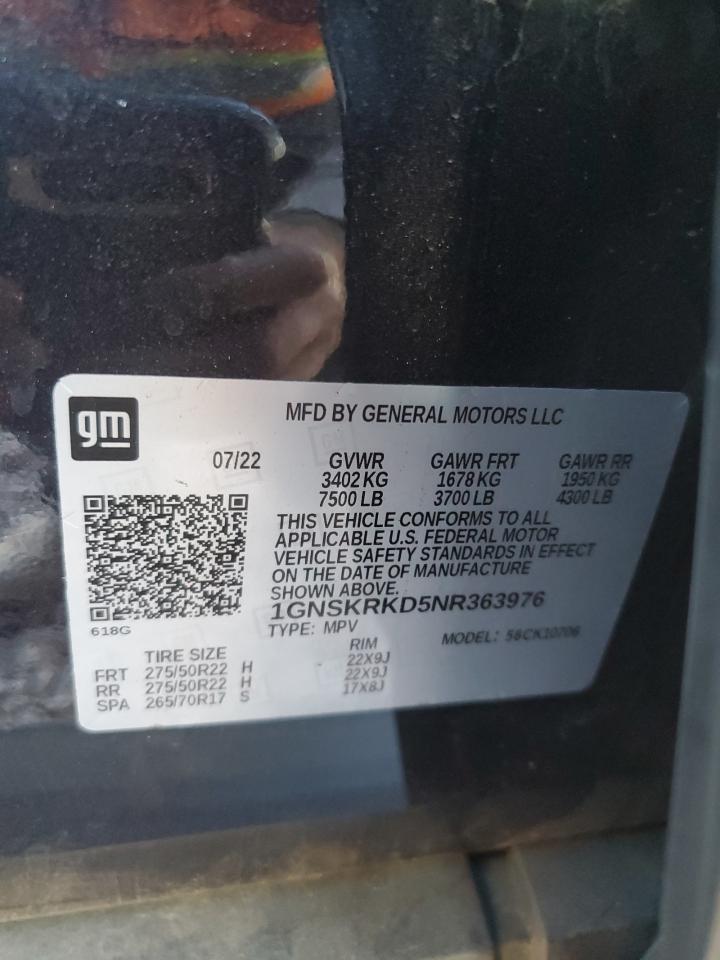 gm
MFD BY GENERAL MOTORS LLC
07/22 GVWR GAWR FRT GAWR RR
3402 KG 1678 KG 1950 KG
7500 LB 3700 LB 4300 LB
THIS VEHICLE CONFORMS TO ALL
APPLICABLE U.S. FEDERAL MOTOR
VEHICLE SAFETY STANDARDS IN EFFECT
ON THE DATE OF MANUFACTURE
SHOWN ABOVE.
1GNSKRKD5NR363976
618G
TYPE: MPV MODEL: 58CK10706
TIRE SIZE RIM
FRT 275/50R22 H 22X9J
RR 275/50R22 H 22X9J
SPA 265/70R17 S 17X8J